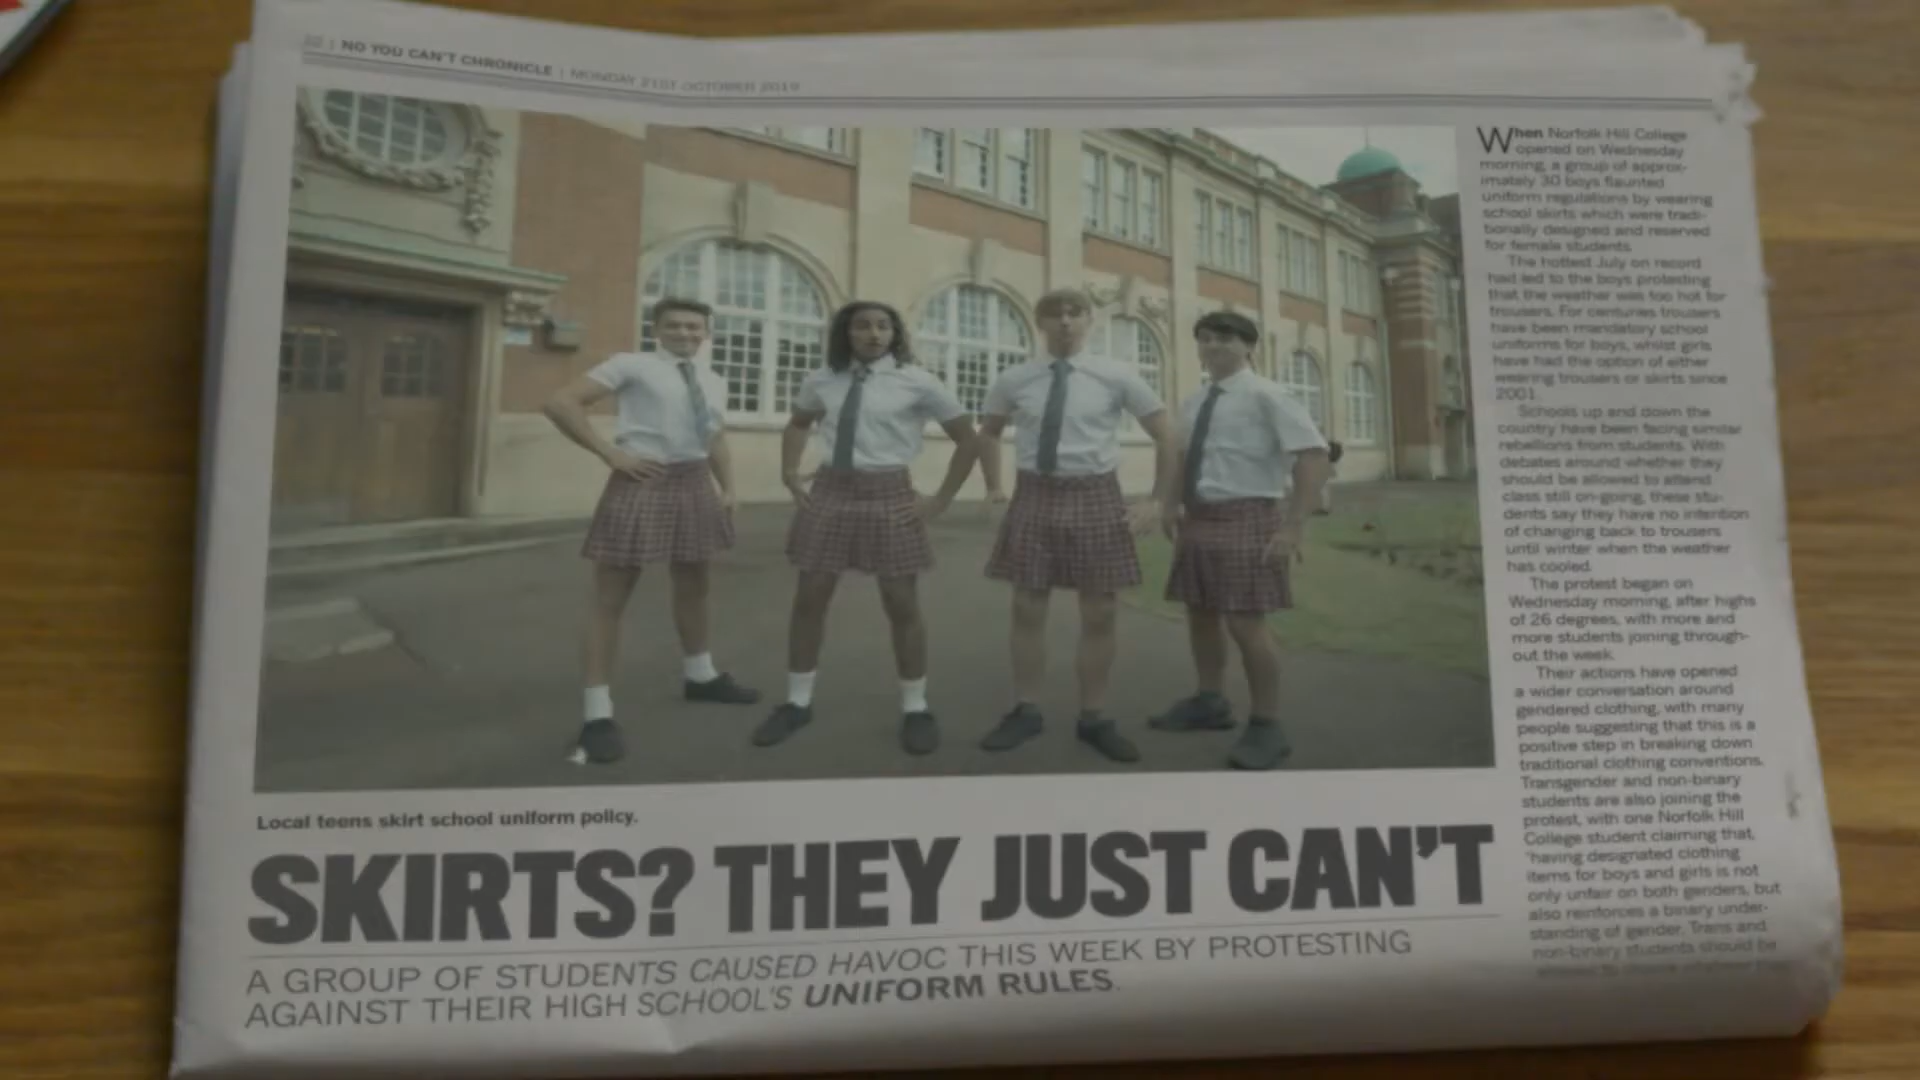 NO YOU CAN'T CHRONICLE | MONDAY 21ST OCTOBER 2019
When Norfolk Hill College
opened on Wednesday
morning, a group of approx-
imately 30 boys flaunted
uniform regulations by wearing
school skirts which were tradi-
tionally designed and reserved
for female students.
The hottest July on record
had led to the boys protesting
that the weather was too hot for
trousers. For centuries trousers
have been mandatory school
uniforms for boys, whilst girls
have had the option of either
wearing trousers or skirts since
2001.
Schools up and down the
country have been facing similar
rebellions from students. With
debates around whether they
should be allowed to attend
class still on-going, these stu-
dents say they have no intention
of changing back to trousers
until winter when the weather
has cooled.
The protest began on
Wednesday morning, after highs
of 26 degrees, with more and
more students joining through-
out the week.
Their actions have opened
a wider conversation around
gendered clothing, with many
people suggesting that this is a
positive step in breaking down
traditional clothing conventions.
Transgender and non-binary
students are also joining the
protest, with one Norfolk Hill
College student claiming that,
"having designated clothing
items for boys and girls is not
only unfair on both genders, but
also reinforces a binary under-
standing of gender. Trans and
non-binary students should be
Local teens skirt school uniform policy.
SKIRTS? THEY JUST CAN'T
A GROUP OF STUDENTS CAUSED HAVOC THIS WEEK BY PROTESTING
AGAINST THEIR HIGH SCHOOL'S UNIFORM RULES.